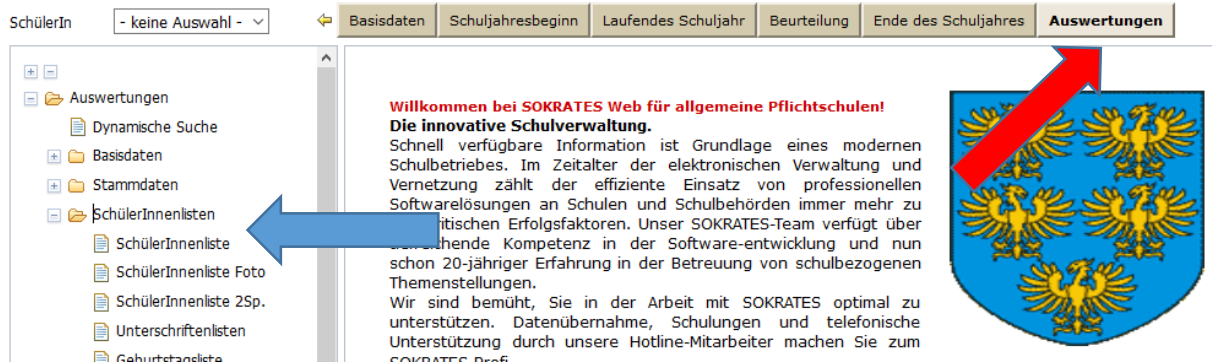 SchülerIn - keine Auswahl - Basisdaten Schuljahresbeginn Laufendes Schuljahr Beurteilung Ende des Schuljahres Auswertungen
Auswertungen
Dynamische Suche
Basisdaten
Stammdaten
SchülerInnenlisten
SchülerInnenliste
SchülerInnenliste Foto
SchülerInnenliste 2Sp.
Unterschriftenlisten
Geburtstagsliste
Willkommen bei SOKRATES Web für allgemeine Pflichtschulen!
Die innovative Schulverwaltung.
Schnell verfügbare Information ist Grundlage eines modernen
Schulbetriebes. Im Zeitalter der elektronischen Verwaltung und
Vernetzung zählt der effiziente Einsatz von professionellen
Softwarelösungen an Schulen und Schulbehörden immer mehr zu
ritischen Erfolgsfaktoren. Unser SOKRATES-Team verfügt über
chende Kompetenz in der Software-entwicklung und nun
schon 20-jähriger Erfahrung in der Betreuung von schulbezogenen
Themenstellungen.
Wir sind bemüht, Sie in der Arbeit mit SOKRATES optimal zu
unterstützen. Datenübernahme, Schulungen und telefonische
Unterstützung durch unsere Hotline-Mitarbeiter machen Sie zum
SOKRATES-Profi.